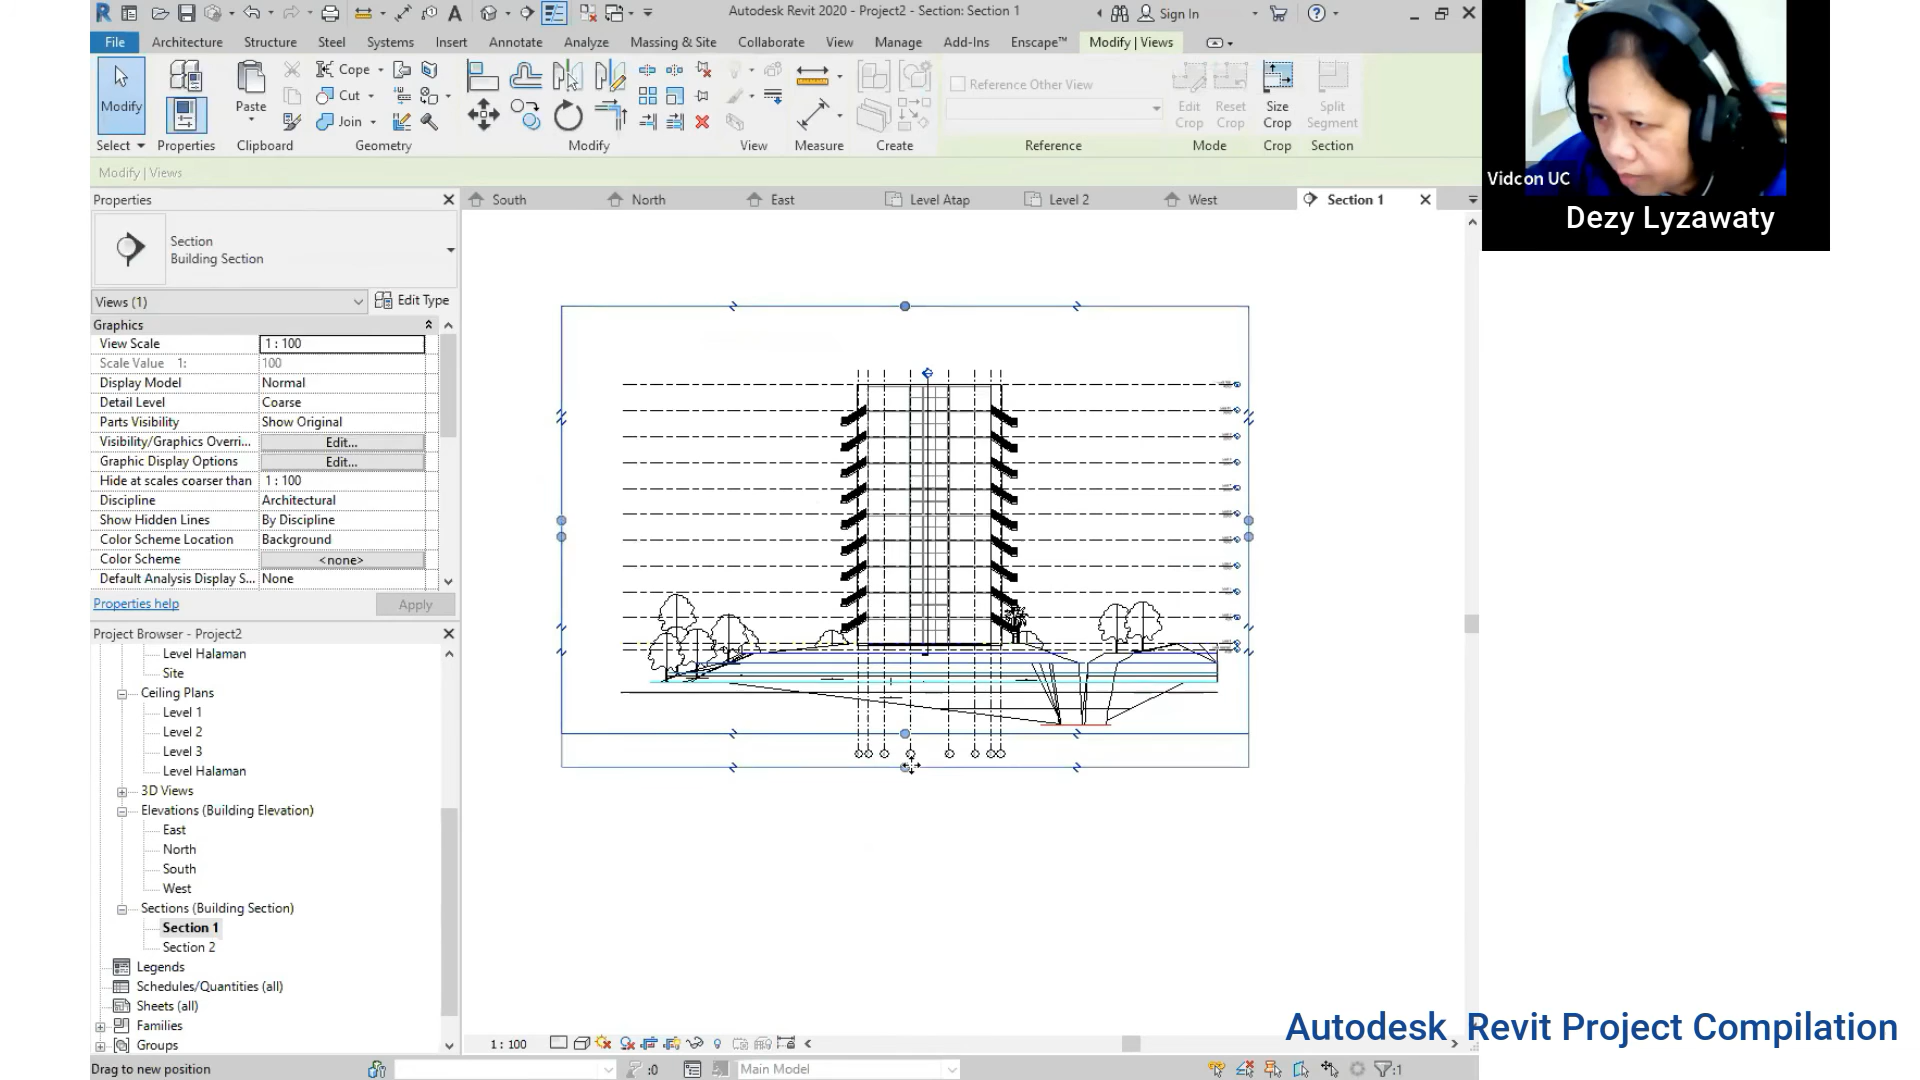 Autodesk Revit 2020 - Project2 - Section: Section 1
Sign In
File Architecture Structure Steel Systems Insert Annotate Analyze Massing & Site Collaborate View Manage Add-Ins Enscape™ Modify | Views
Modify
Select
Properties
Paste
Cope
Cut
Join
Clipboard
Geometry
Modify
View
Measure
Create
Reference Other View
Reference
Edit Crop
Reset Crop
Mode
Size Crop
Crop
Split Segment
Section
Modify | Views
Vidcon UC
Dezy Lyzawaty
Properties
South North East Level Atap Level 2 West Section 1
Section
Building Section
Views (1)
Edit Type
Graphics
View Scale 1 : 100
Scale Value 1: 100
Display Model Normal
Detail Level Coarse
Parts Visibility Show Original
Visibility/Graphics Overri... Edit...
Graphic Display Options Edit...
Hide at scales coarser than 1 : 100
Discipline Architectural
Show Hidden Lines By Discipline
Color Scheme Location Background
Color Scheme <none>
Default Analysis Display S... None
Properties help Apply
Project Browser - Project2
Level Halaman
Site
Ceiling Plans
Level 1
Level 2
Level 3
Level Halaman
3D Views
Elevations (Building Elevation)
East
North
South
West
Sections (Building Section)
Section 1
Section 2
Legends
Schedules/Quantities (all)
Sheets (all)
Families
Groups
1 : 100
Autodesk Revit Project Compilation
Drag to new position
:0
Main Model
:1